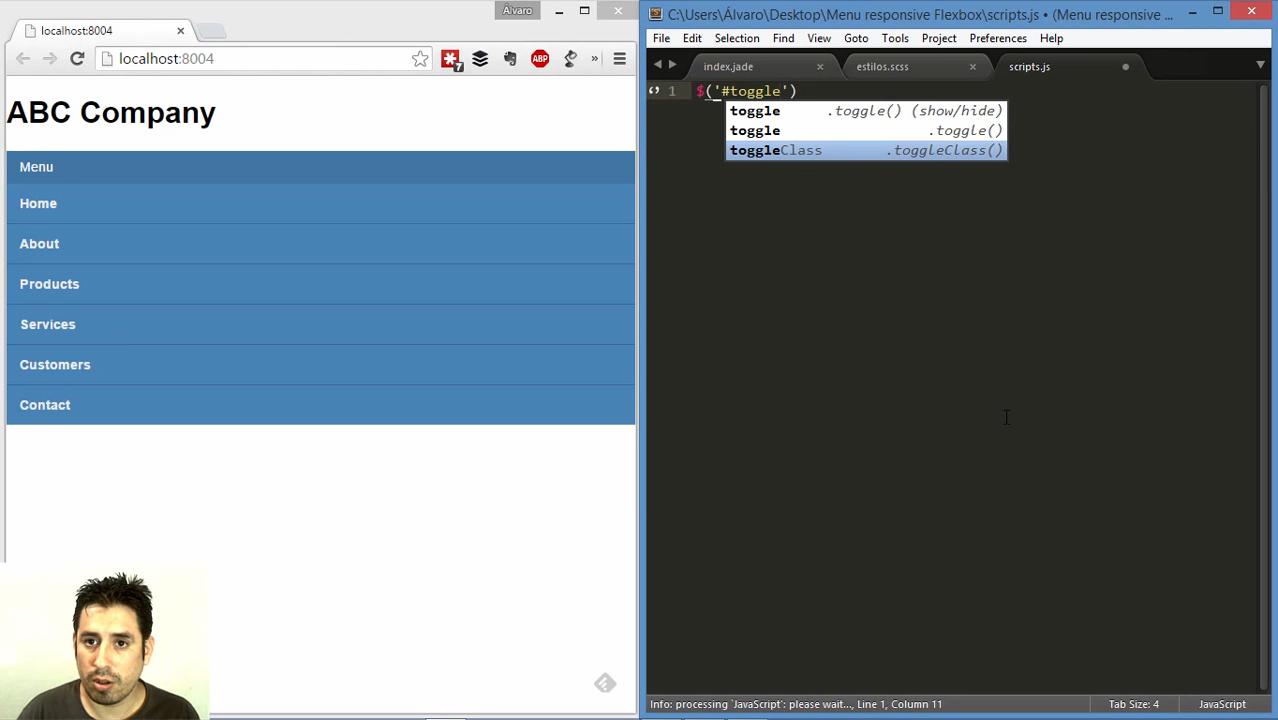 Alvaro
localhost:8004
localhost:8004
7
ABP
»
ABC Company
Menu
Home
About
Products
Services
Customers
Contact
C:\Users\Álvaro\Desktop\Menu responsive Flexbox\scripts.js • (Menu responsive ...
File Edit Selection Find View Goto Tools Project Preferences Help
index.jade estilos.scss scripts.js
1 $('#toggle')
toggle .toggle() (show/hide)
toggle .toggle()
toggleClass .toggleClass()
Info: processing `JavaScript`: please wait..., Line 1, Column 11 Tab Size: 4 JavaScript